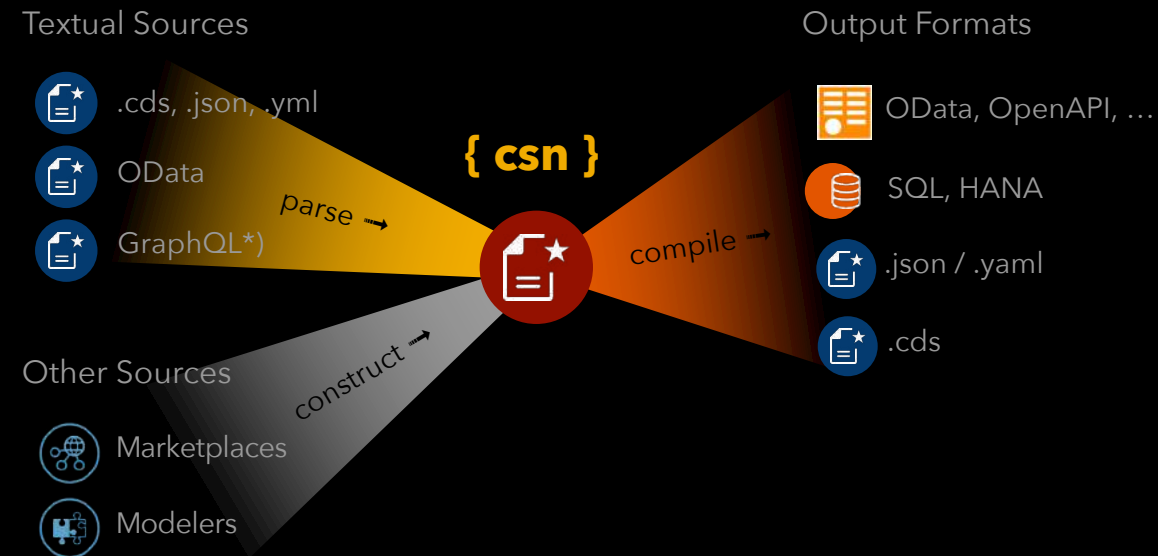 Textual Sources
.cds, .json, .yml
OData
GraphQL*)
parse →
Other Sources
construct →
Marketplaces
Modelers
{ csn }
compile →
Output Formats
OData, OpenAPI, …
SQL, HANA
.json / .yaml
.cds